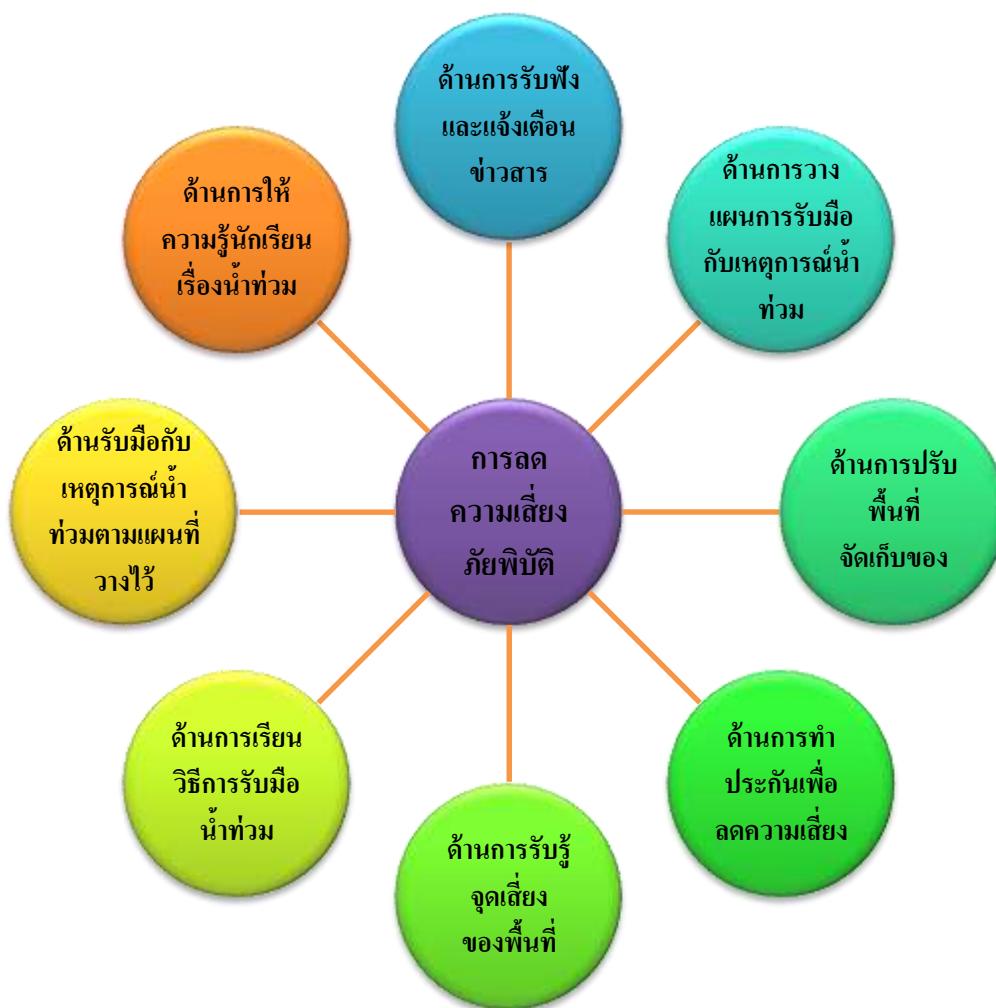 ด้านการรับฟัง
และแจ้งเตือน
ข่าวสาร
ด้านการวาง
แผนการรับมือ
กับเหตุการณ์น้ำ
ท่วม
ด้านการปรับ
พื้นที่
จัดเก็บของ
ด้านการทำ
ประกันเพื่อ
ลดความเสี่ยง
ด้านการรับรู้
จุดเสี่ยง
ของพื้นที่
ด้านการเรียน
วิธีการรับมือ
น้ำท่วม
ด้านรับมือกับ
เหตุการณ์น้ำ
ท่วมตามแผนที่
วางไว้
ด้านการให้
ความรู้นักเรียน
เรื่องน้ำท่วม
การลด
ความเสี่ยง
ภัยพิบัติ